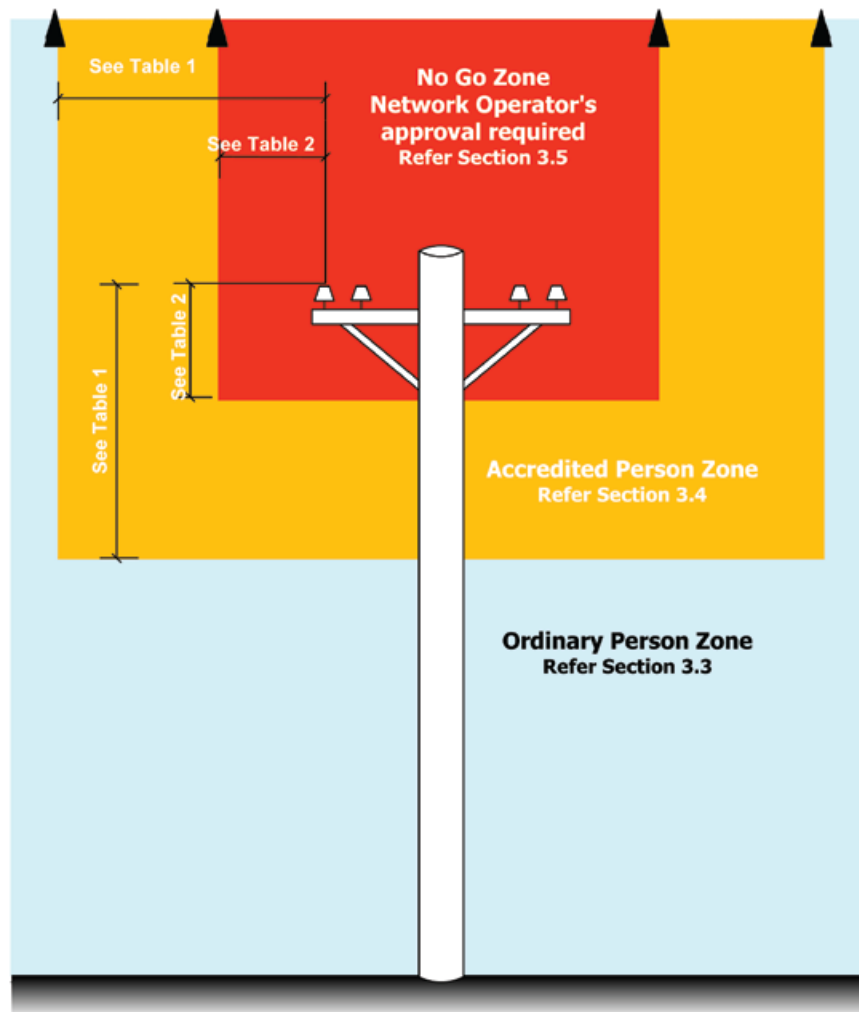 See Table 1
No Go Zone
Network Operator's
approval required
Refer Section 3.5
See Table 2
See Table 2
See Table 1
Accredited Person Zone
Refer Section 3.4
Ordinary Person Zone
Refer Section 3.3